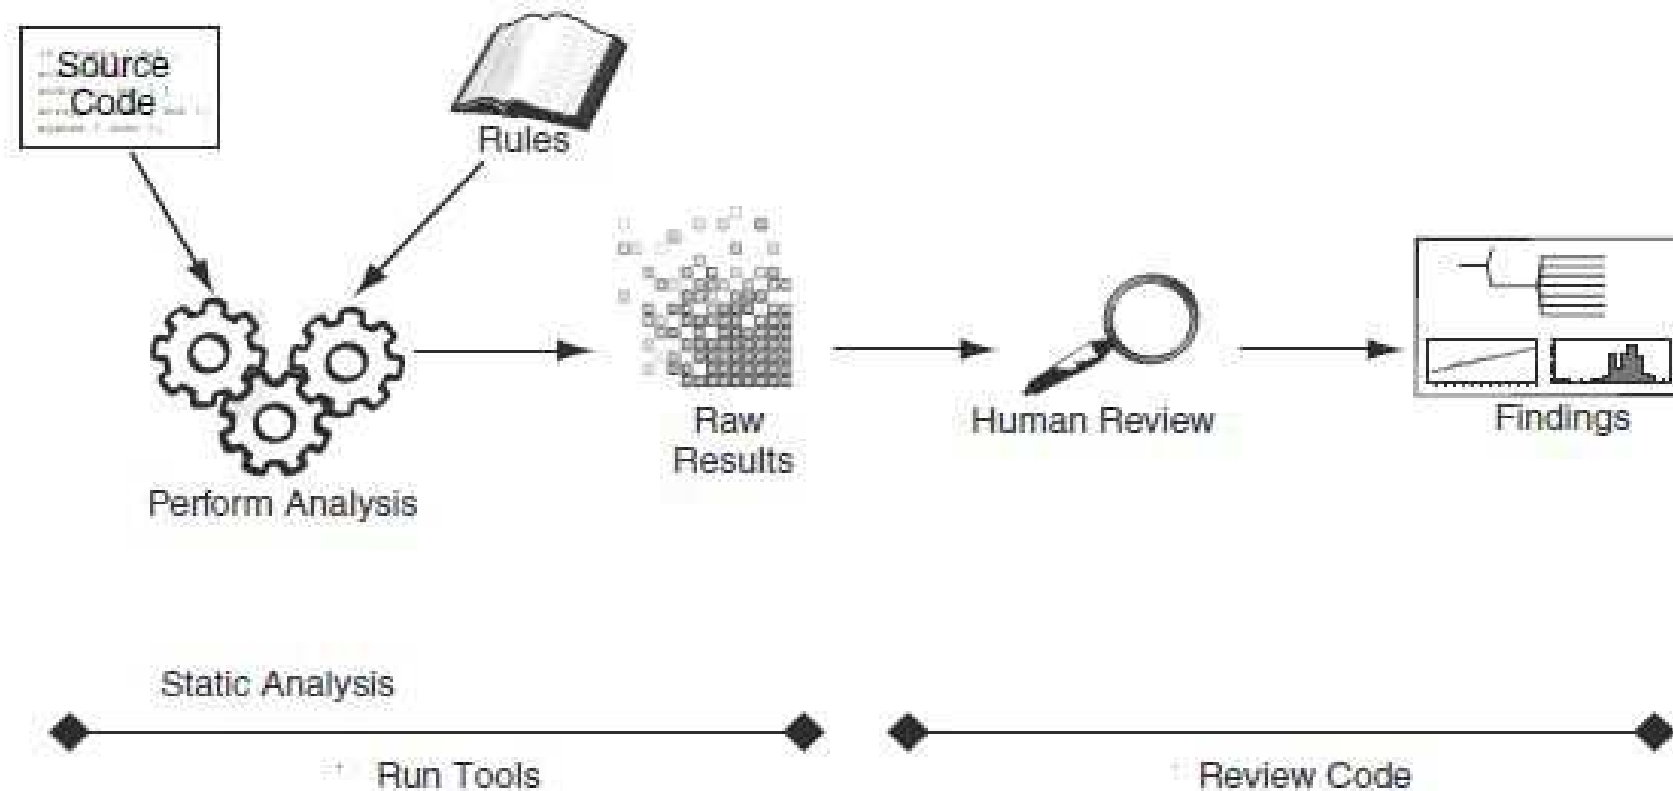 Source
Code
Rules
Perform Analysis
Raw
Results
Human Review
Findings
Static Analysis
Run Tools
Review Code